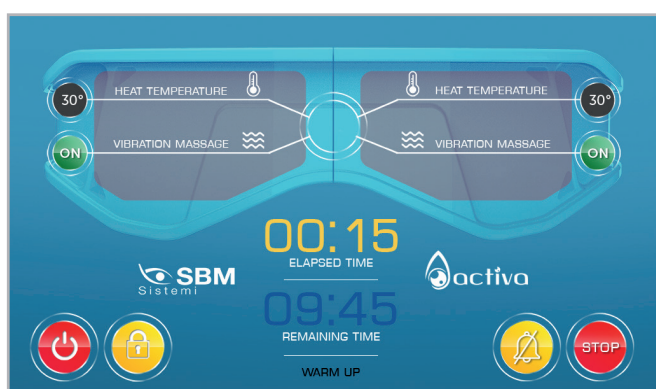 30° HEAT TEMPERATURE HEAT TEMPERATURE 30°
ON VIBRATION MASSAGE VIBRATION MASSAGE ON
00:15
ELAPSED TIME
SBM
Sistemi
activa
09:45
REMAINING TIME
STOP
WARM UP